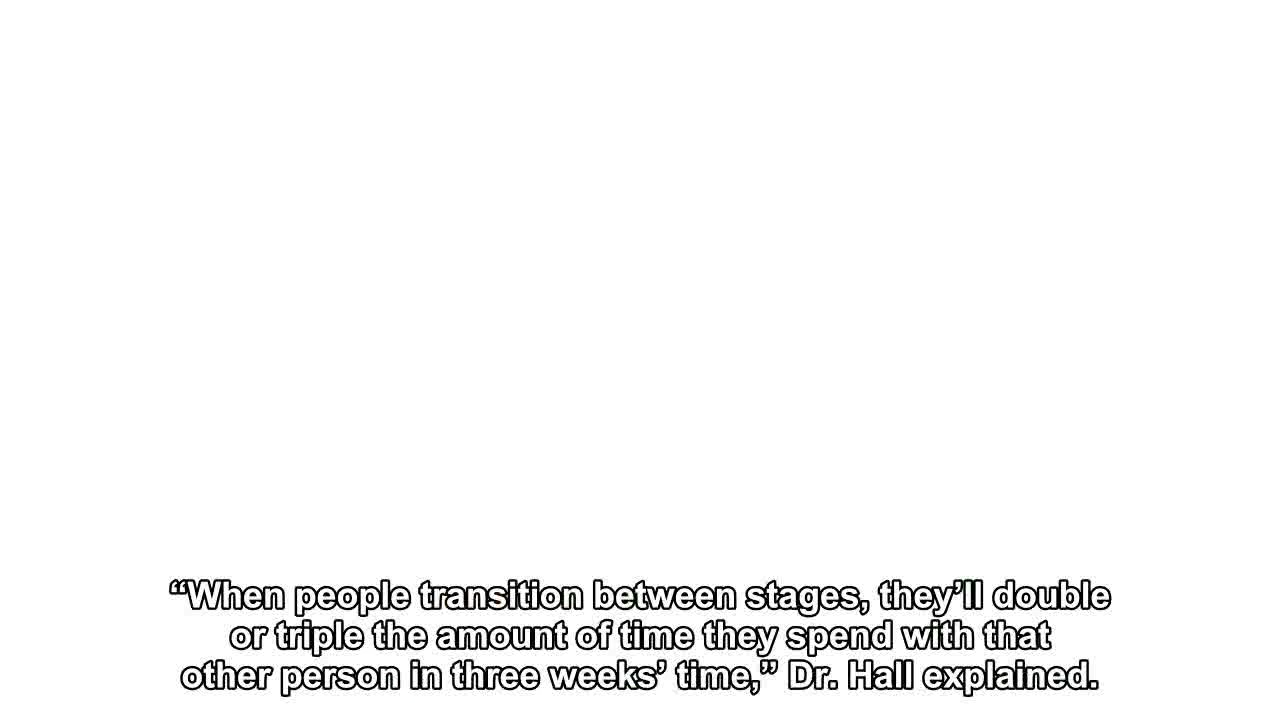 “When people transition between stages, they’ll double
or triple the amount of time they spend with that
other person in three weeks’ time,” Dr. Hall explained.